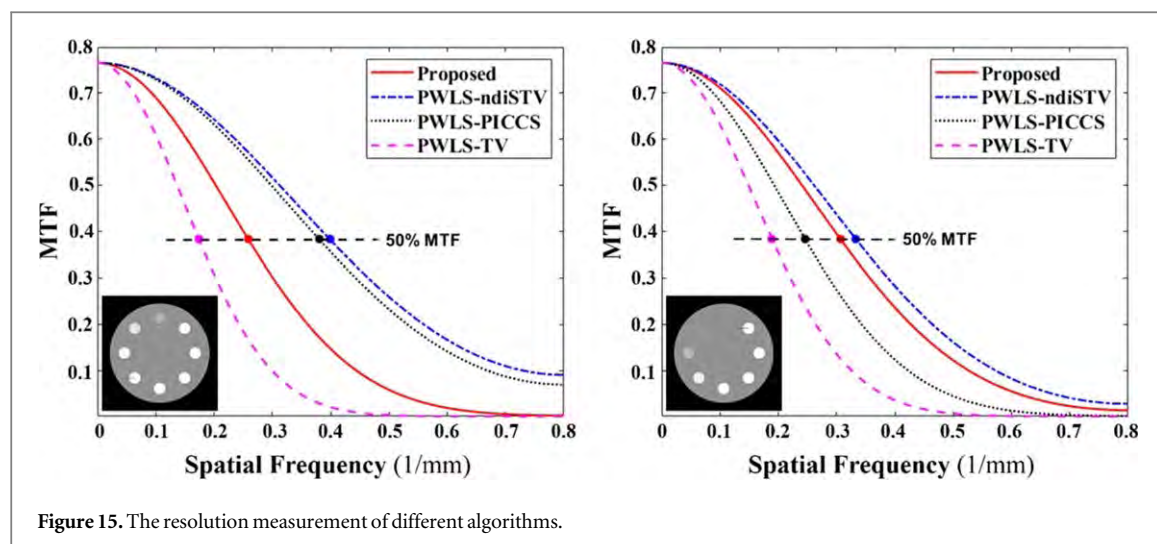 0.8
0.7
0.6
0.5
0.4
0.3
0.2
0.1
MTF
Proposed
PWLS-ndiSTV
PWLS-PICCS
PWLS-TV
50% MTF
0 0.1 0.2 0.3 0.4 0.5 0.6 0.7 0.8
Spatial Frequency (1/mm)
0.8
0.7
0.6
0.5
0.4
0.3
0.2
0.1
MTF
Proposed
PWLS-ndiSTV
PWLS-PICCS
PWLS-TV
50% MTF
0 0.1 0.2 0.3 0.4 0.5 0.6 0.7 0.8
Spatial Frequency (1/mm)
Figure 15. The resolution measurement of different algorithms.